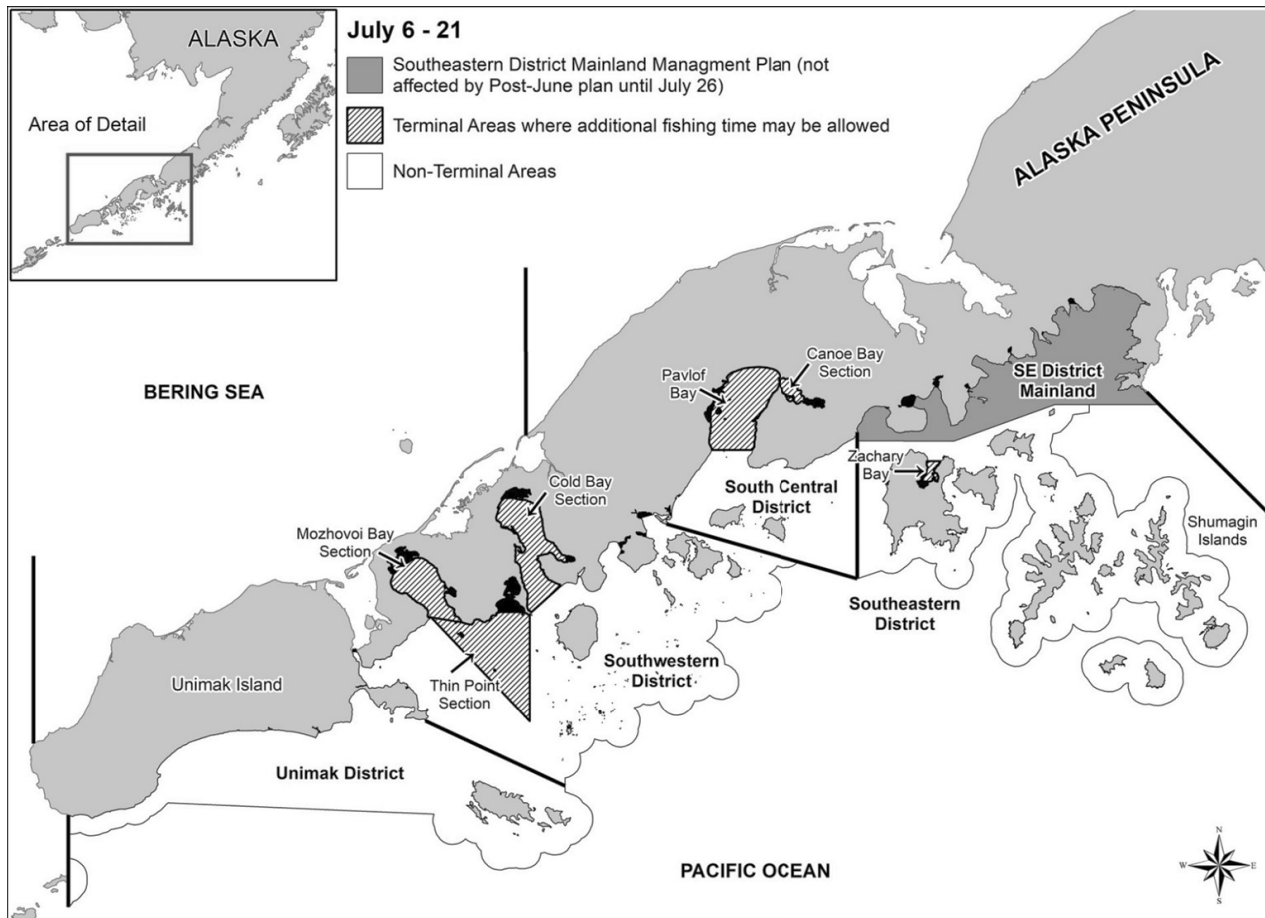 ALASKA
Area of Detail
July 6 - 21
Southeastern District Mainland Managment Plan (not
affected by Post-June plan until July 26)
Terminal Areas where additional fishing time may be allowed
Non-Terminal Areas
ALASKA PENINSULA
BERING SEA
Pavlof
Bay
Canoe Bay
Section
SE District
Mainland
Zachary
Bay
Cold Bay
Section
South Central
District
Mozhovoi Bay
Section
Shumagin
Islands
Southeastern
District
Southwestern
District
Unimak Island
Thin Point
Section
Unimak District
PACIFIC OCEAN
N
W
E
S